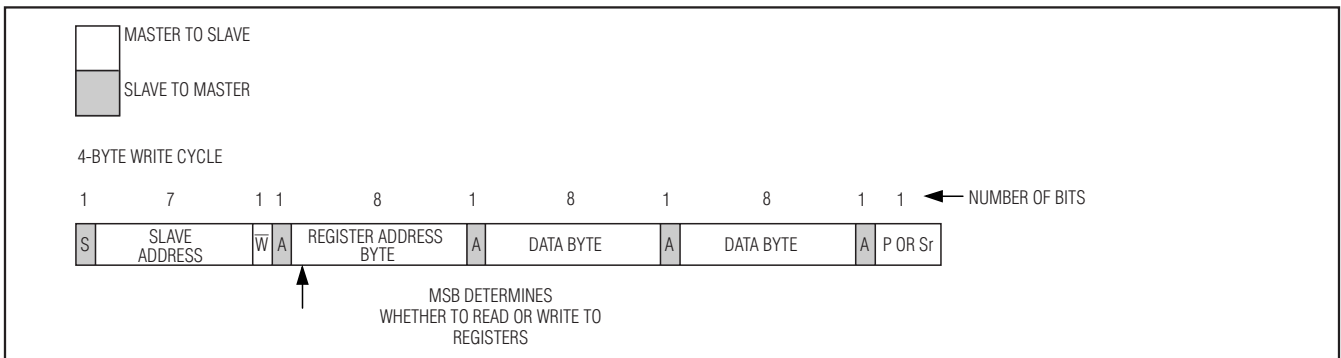 MASTER TO SLAVE
SLAVE TO MASTER
4-BYTE WRITE CYCLE
1 7 1 1 8 1 8 1 8 1 1 NUMBER OF BITS
S SLAVE ADDRESS W̅ A REGISTER ADDRESS BYTE A DATA BYTE A DATA BYTE A P OR Sr
MSB DETERMINES
WHETHER TO READ OR WRITE TO
REGISTERS